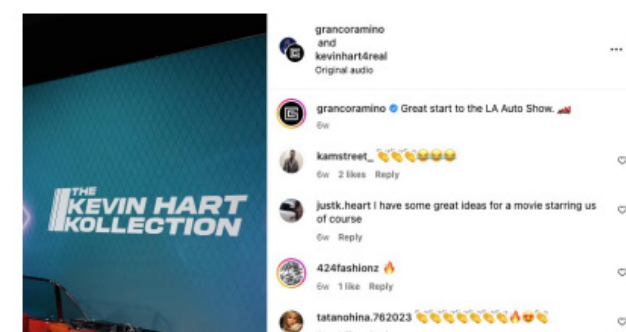 THE
KEVIN HART
KOLLECTION
grancoramino
and
kevinhart4real
Original audio
grancoramino Great start to the LA Auto Show. 🏎️
6w
kamstreet_ 👏👏👏😂😂😂
6w 2 likes Reply
justk.heart I have some great ideas for a movie starring us
of course
6w Reply
424fashionz 🔥
6w 1 like Reply
tatanohina.762023 👏👏👏👏👏👏👏🔥😍👏